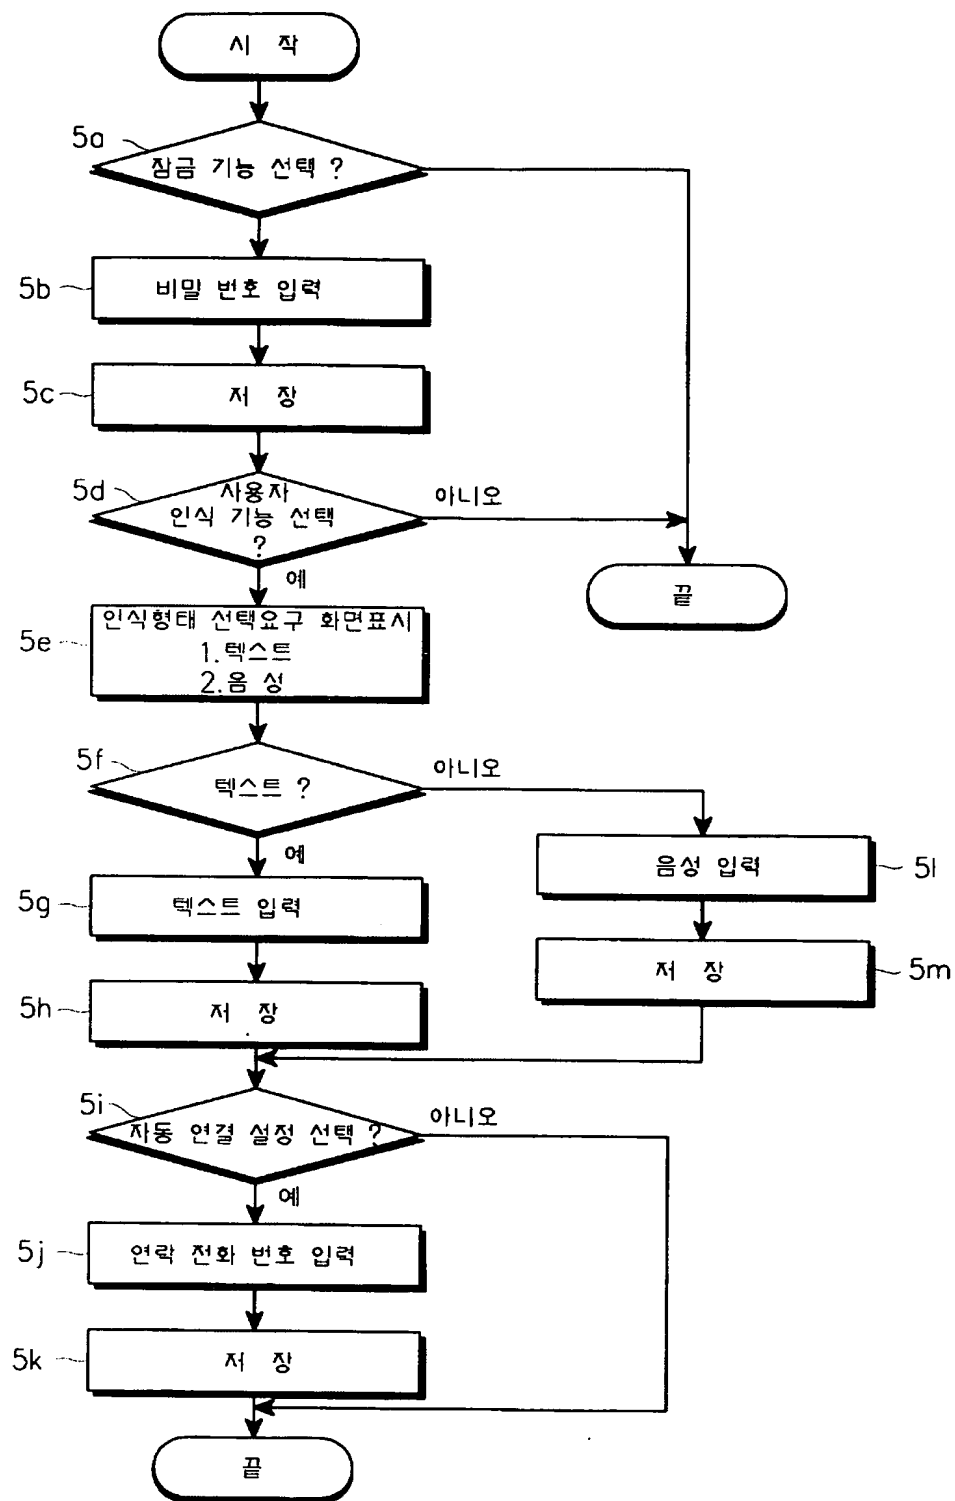 시 작
5a
잠금 기능 선택 ?
5b
비밀 번호 입력
5c
저 장
5d
사용자
인식 기능 선택
?
아니오
예
끝
5e
인식형태 선택요구 화면표시
1.텍스트
2.음 성
5f
텍스트 ?
아니오
예
음성 입력
5l
5g
텍스트 입력
저 장
5m
5h
저 장
5i
자동 연결 설정 선택 ?
아니오
예
5j
연락 전화 번호 입력
5k
저 장
끝